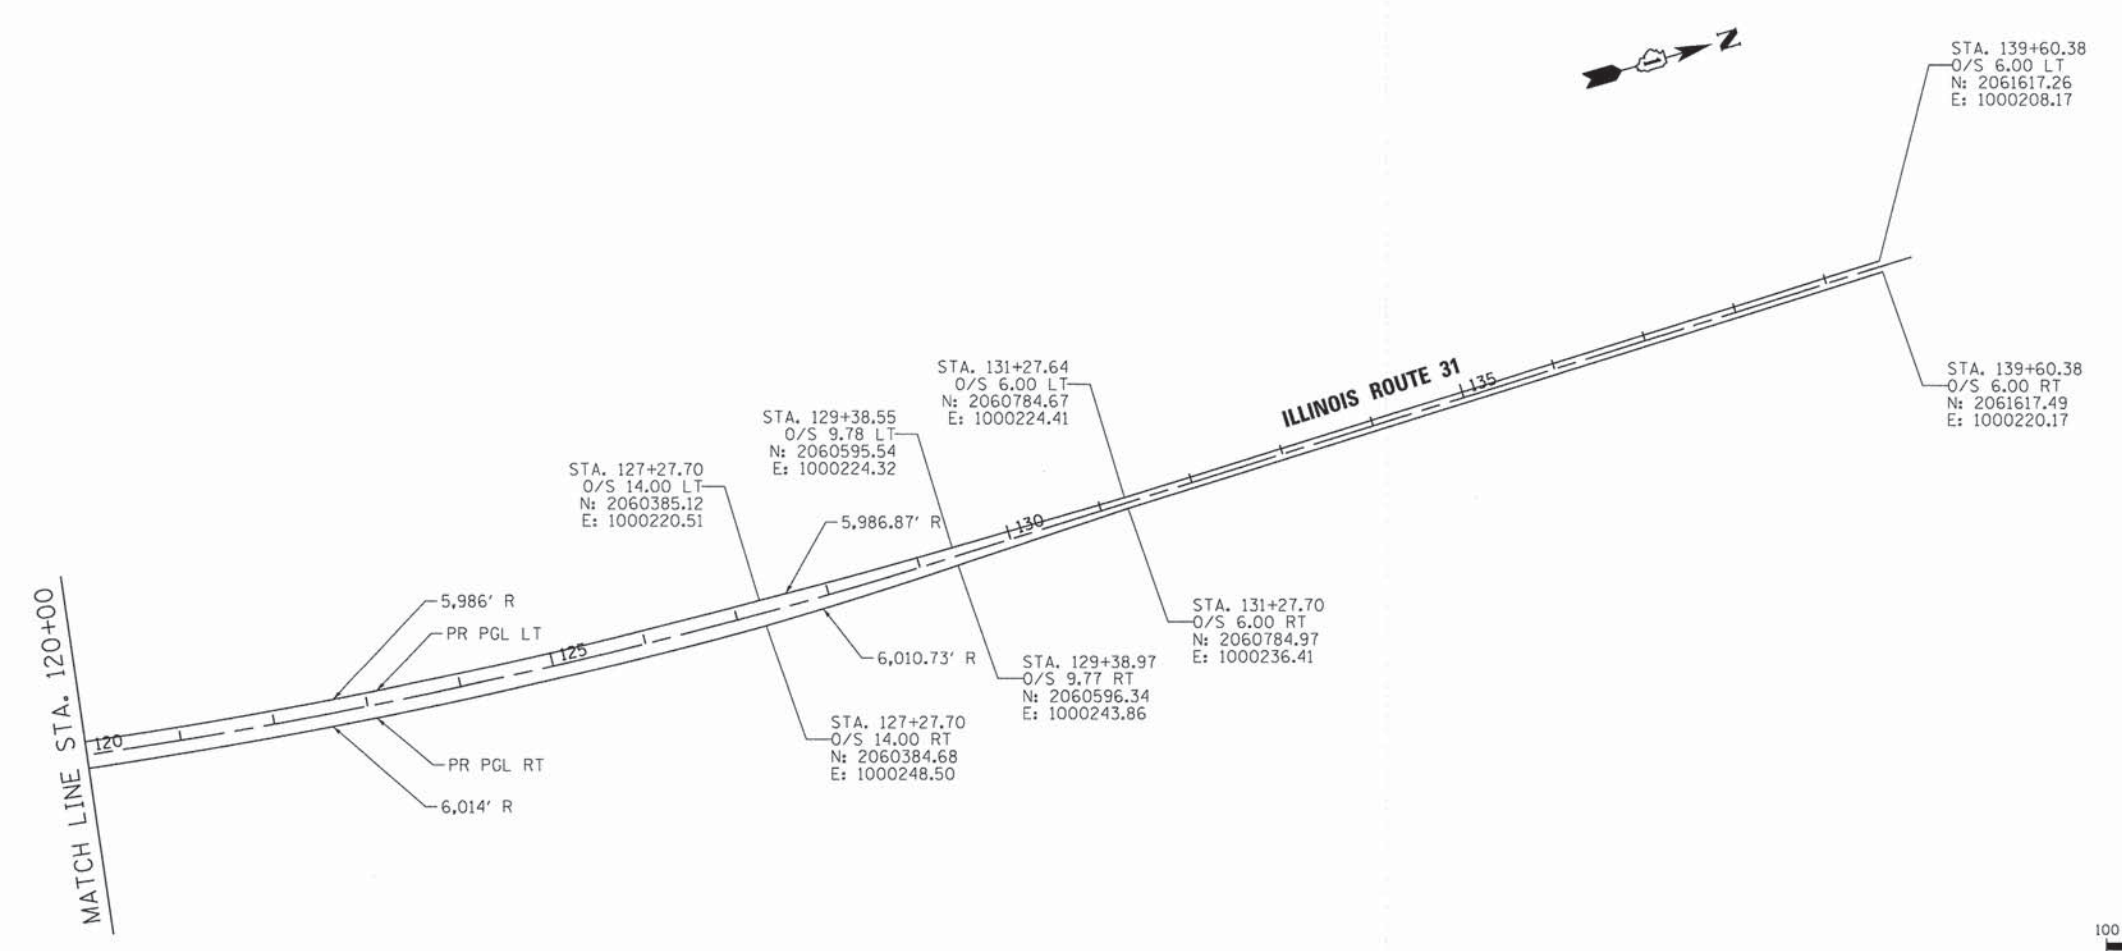 N
STA. 139+60.38
O/S 6.00 LT
N: 2061617.26
E: 1000208.17
STA. 131+27.64
O/S 6.00 LT
N: 2060784.67
E: 1000224.41
ILLINOIS ROUTE 31
135
STA. 139+60.38
O/S 6.00 RT
N: 2061617.49
E: 1000220.17
STA. 129+38.55
O/S 9.78 LT
N: 2060595.54
E: 1000224.32
STA. 127+27.70
O/S 14.00 LT
N: 2060385.12
E: 1000220.51
5,986.87' R
130
5,986' R
PR PGL LT
125
6,010.73' R
STA. 131+27.70
O/S 6.00 RT
N: 2060784.97
E: 1000236.41
STA. 129+38.97
O/S 9.77 RT
N: 2060596.34
E: 1000243.86
MATCH LINE STA. 120+00
120
STA. 127+27.70
O/S 14.00 RT
N: 2060384.68
E: 1000248.50
PR PGL RT
6,014' R
100